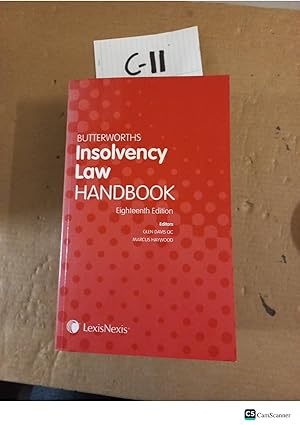 C-11
BUTTERWORTHS
Insolvency
Law
HANDBOOK
Eighteenth Edition
Editors
GLEN DAVIS QC
MARCUS HAYWOOD
LexisNexis®
CS CamScanner